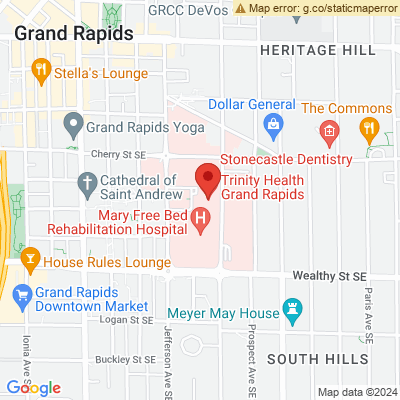 GRCC DeVos
Map error: g.co/staticmaperror
Grand Rapids
HERITAGE HILL
Stella's Lounge
Dollar General
The Commons
Grand Rapids Yoga
Cherry St SE
Stonecastle Dentistry
Cathedral of
Saint Andrew
Trinity Health
Grand Rapids
Mary Free Bed
Rehabilitation Hospital
H
House Rules Lounge
Wealthy St SE
Grand Rapids
Downtown Market
Meyer May House
Logan St SE
Ionia Ave SE
Jefferson Ave SE
Prospect Ave SE
Paris Ave SE
Buckley St SE
SOUTH HILLS
Google
Map data ©2024